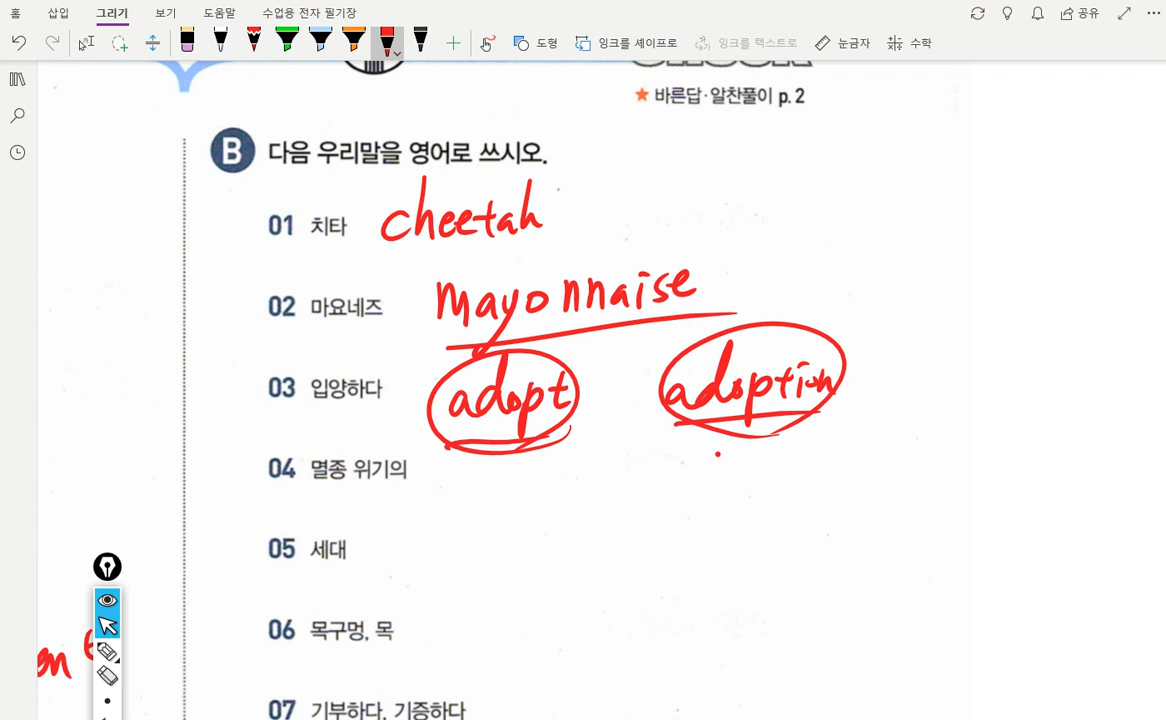 홈 삽입 그리기 보기 도움말 수업용 전자 필기장 공유
도형 잉크를 셰이프로 잉크를 텍스트로 눈금자 수학
★ 바른답·알찬풀이 p. 2
B 다음 우리말을 영어로 쓰시오.
01 치타 cheetah
02 마요네즈 mayonnaise
03 입양하다 adopt adoption
04 멸종 위기의
05 세대
06 목구멍, 목
07 기부하다, 기증하다